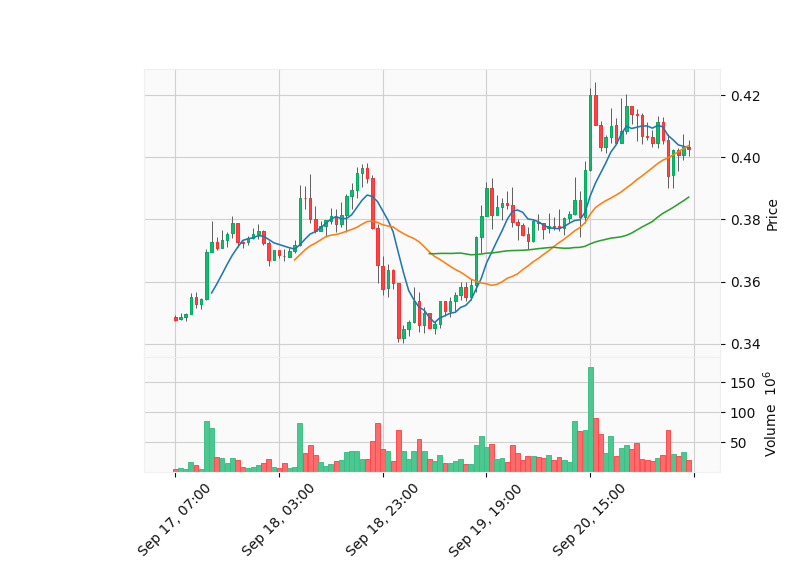 0.42
0.40
0.38
0.36
0.34
Price
150
100
50
Volume 10^6
Sep 17, 07:00
Sep 18, 03:00
Sep 18, 23:00
Sep 19, 19:00
Sep 20, 15:00